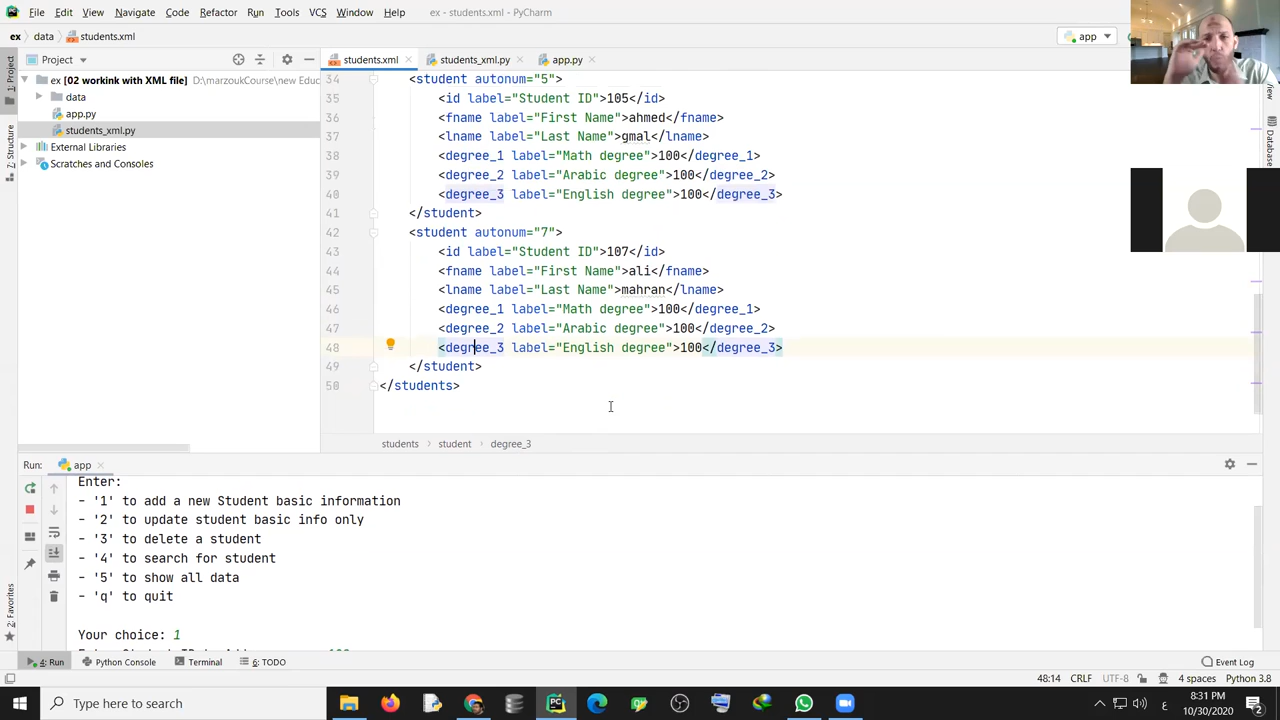 File Edit View Navigate Code Refactor Run Tools VCS Window Help ex - students.xml - PyCharm
ex data students.xml app
Project students.xml students_xml.py app.py
ex [02 workink with XML file] D:\marzoukCourse\new Educ
data
app.py
students_xml.py
External Libraries
Scratches and Consoles
1: Project
7: Structure
2: Favorites
Database
34 <student autonum="5">
35 <id label="Student ID">105</id>
36 <fname label="First Name">ahmed</fname>
37 <lname label="Last Name">gmal</lname>
38 <degree_1 label="Math degree">100</degree_1>
39 <degree_2 label="Arabic degree">100</degree_2>
40 <degree_3 label="English degree">100</degree_3>
41 </student>
42 <student autonum="7">
43 <id label="Student ID">107</id>
44 <fname label="First Name">ali</fname>
45 <lname label="Last Name">mahran</lname>
46 <degree_1 label="Math degree">100</degree_1>
47 <degree_2 label="Arabic degree">100</degree_2>
48 <degree_3 label="English degree">100</degree_3>
49 </student>
50 </students>
students student degree_3
Run: app
Enter:
- '1' to add a new Student basic information
- '2' to update student basic info only
- '3' to delete a student
- '4' to search for student
- '5' to show all data
- 'q' to quit
Your choice: 1
4: Run Python Console Terminal 6: TODO Event Log
48:14 CRLF UTF-8 4 spaces Python 3.8
Type here to search ع 8:31 PM
10/30/2020 2